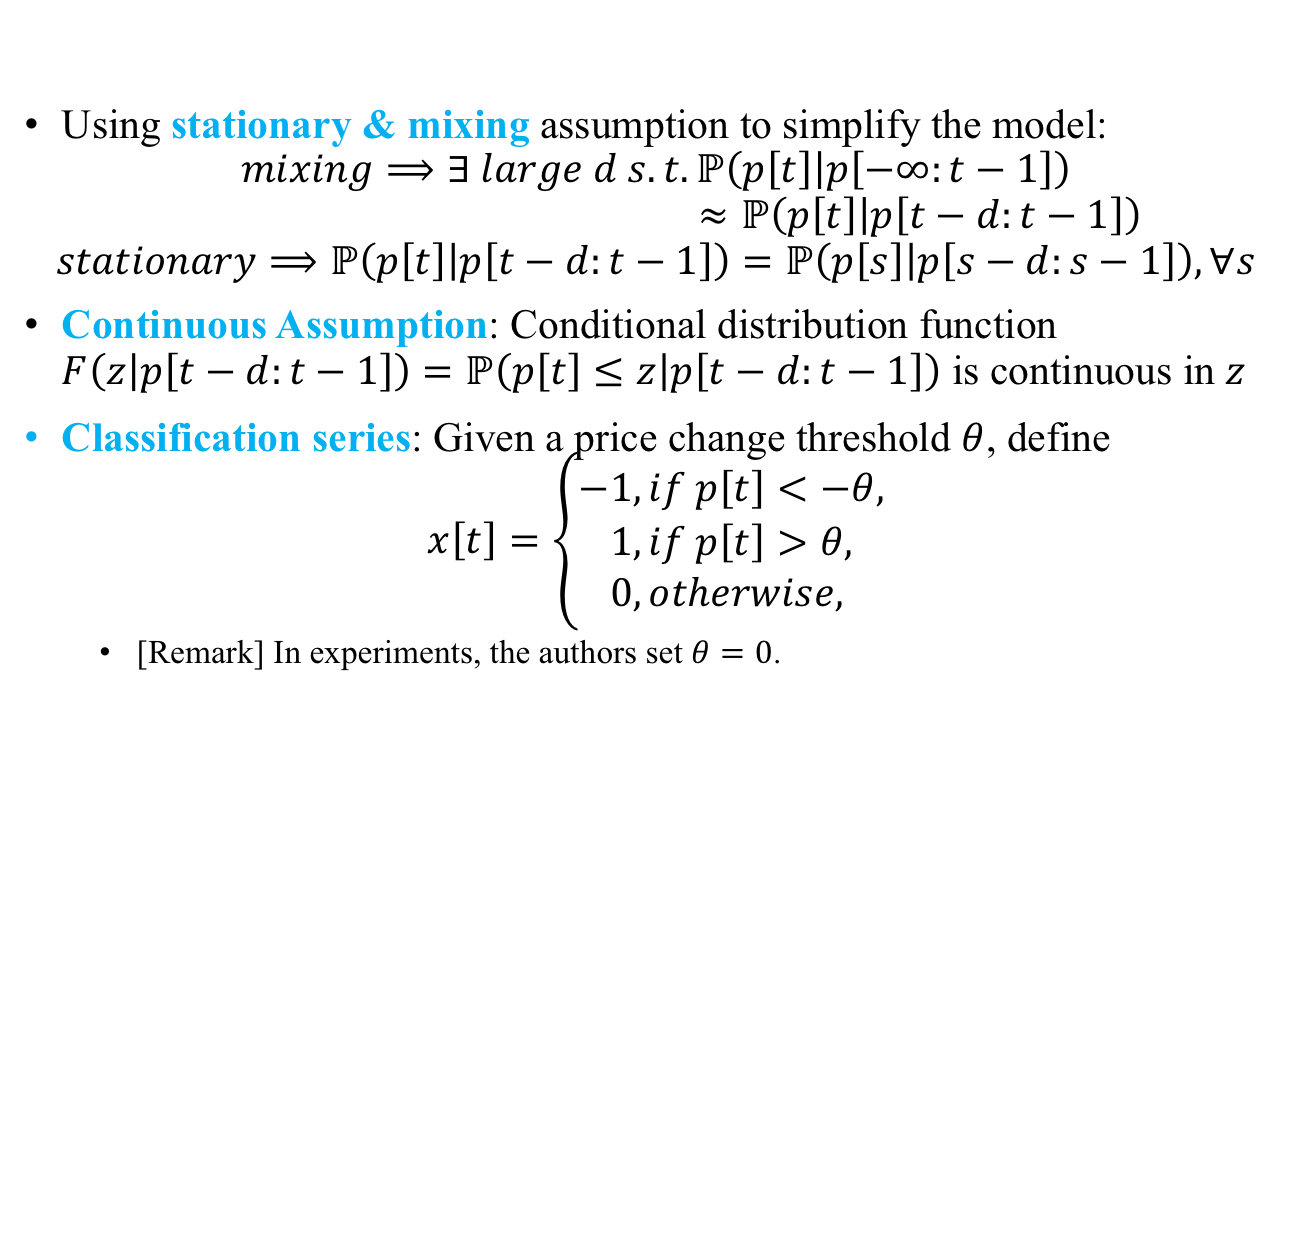 • Using stationary & mixing assumption to simplify the model:
mixing ⟹ ∃ large d s.t. ℙ(p[t]|p[−∞: t − 1])
≈ ℙ(p[t]|p[t − d: t − 1])
stationary ⟹ ℙ(p[t]|p[t − d: t − 1]) = ℙ(p[s]|p[s − d: s − 1]), ∀s
• Continuous Assumption: Conditional distribution function
F(z|p[t − d: t − 1]) = ℙ(p[t] ≤ z|p[t − d: t − 1]) is continuous in z
• Classification series: Given a price change threshold θ, define
−1, if p[t] < −θ,
x[t] = { 1, if p[t] > θ,
0, otherwise,
• [Remark] In experiments, the authors set θ = 0.